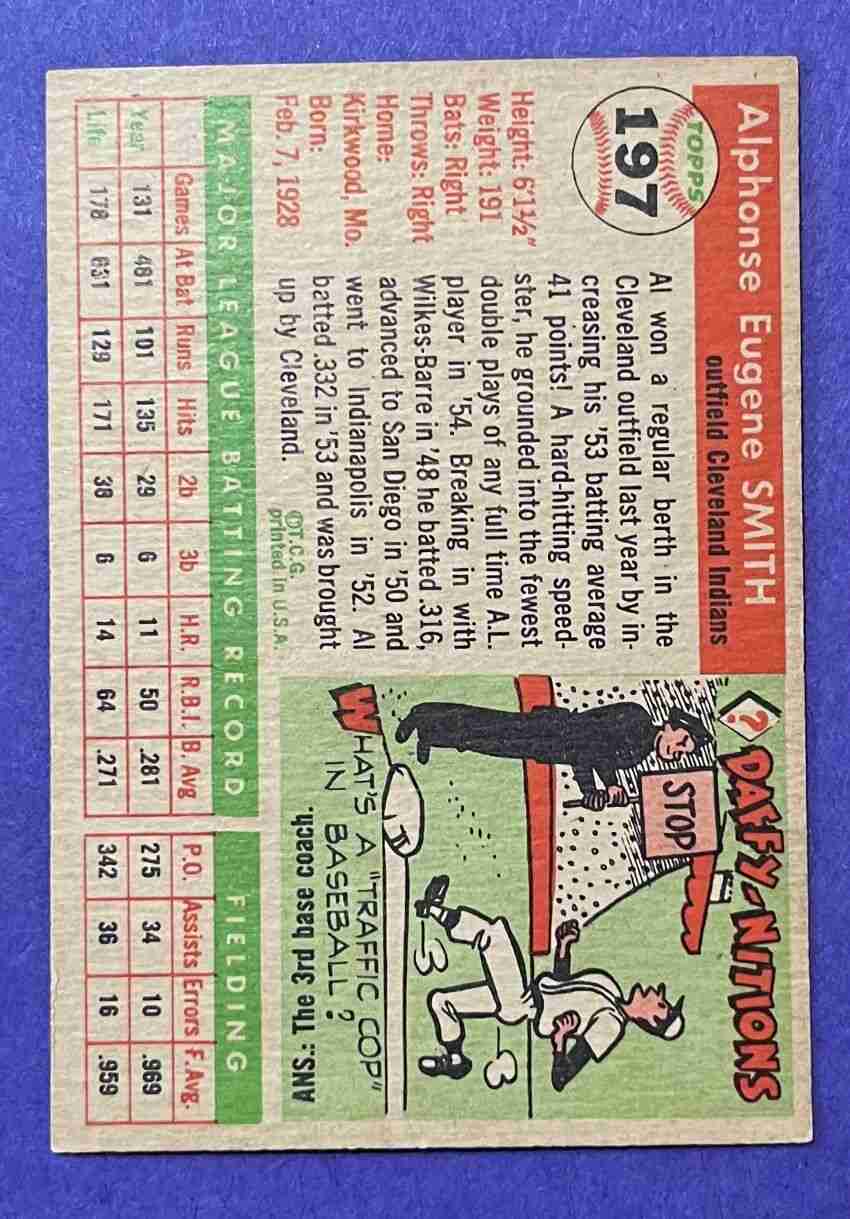 Alphonse Eugene SMITH
outfield Cleveland Indians
TOPPS
197
Height: 6'1½"
Weight: 191
Bats: Right
Throws: Right
Home:
Kirkwood, Mo.
Born:
Feb. 7, 1928
Al won a regular berth in the
Cleveland outfield last year by in-
creasing his '53 batting average
41 points! A hard-hitting speed-
ster, he grounded into the fewest
double plays of any full time A.L.
player in '54. Breaking in with
Wilkes-Barre in '48 he batted .316,
advanced to San Diego in '50 and
went to Indianapolis in '52. Al
batted .332 in '53 and was brought
up by Cleveland.
©T.C.G.
printed in U.S.A.
? DAFFY-NITIONS
STOP
WHAT'S A "TRAFFIC COP"
IN BASEBALL?
ANS.: The 3rd base coach.
MAJOR LEAGUE BATTING RECORD FIELDING
Games At Bat Runs Hits 2b 3b H.R. R.B.I. B. Avg P.O. Assists Errors F. Avg.
Year 131 481 101 135 29 6 11 50 .281 275 34 10 .969
Life 178 631 129 171 38 6 14 64 .271 342 36 16 .959